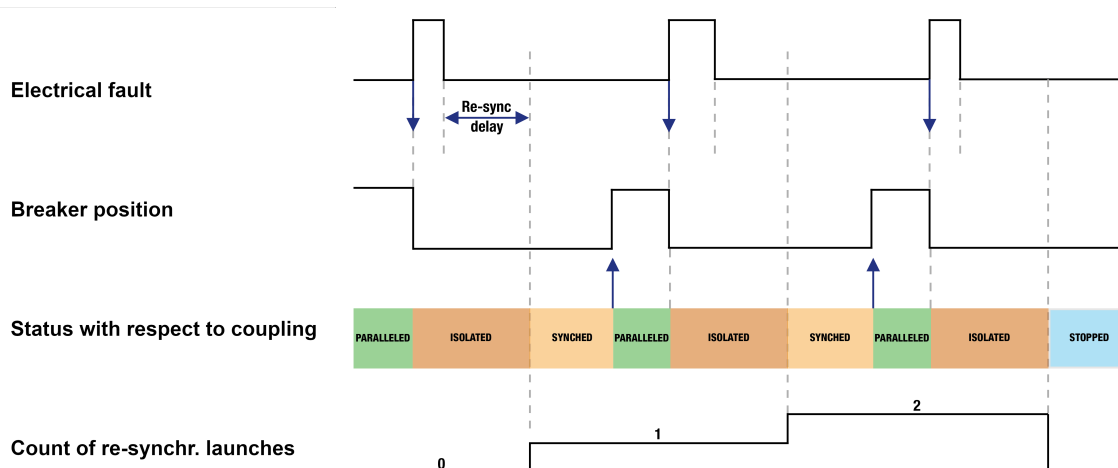 Electrical fault
Re-sync
delay
Breaker position
Status with respect to coupling
PARALLELED
ISOLATED
SYNCHED
PARALLELED
ISOLATED
SYNCHED
PARALLELED
ISOLATED
STOPPED
Count of re-synchr. launches
0
1
2